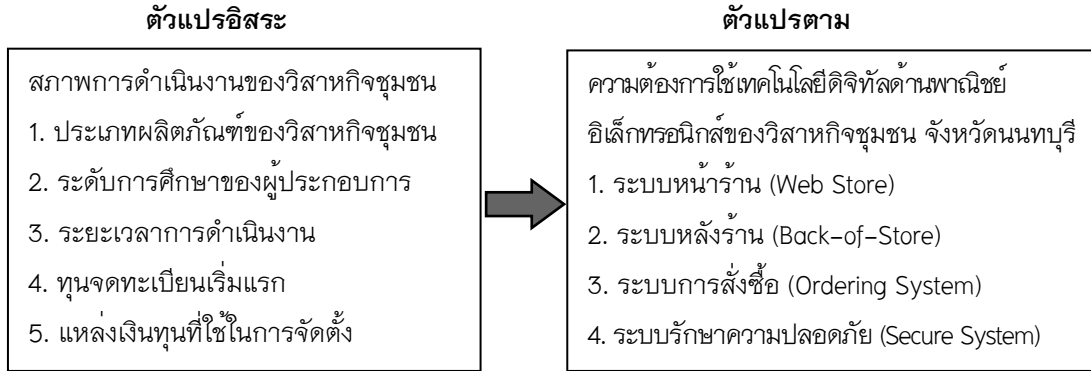 ตัวแปรอิสระ
สภาพการดำเนินงานของวิสาหกิจชุมชน
1. ประเภทผลิตภัณฑ์ของวิสาหกิจชุมชน
2. ระดับการศึกษาของผู้ประกอบการ
3. ระยะเวลาการดำเนินงาน
4. ทุนจดทะเบียนเริ่มแรก
5. แหล่งเงินทุนที่ใช้ในการจัดตั้ง
ตัวแปรตาม
ความต้องการใช้เทคโนโลยีดิจิทัลด้านพาณิชย์
อิเล็กทรอนิกส์ของวิสาหกิจชุมชน จังหวัดนนทบุรี
1. ระบบหน้าร้าน (Web Store)
2. ระบบหลังร้าน (Back-of-Store)
3. ระบบการสั่งซื้อ (Ordering System)
4. ระบบรักษาความปลอดภัย (Secure System)